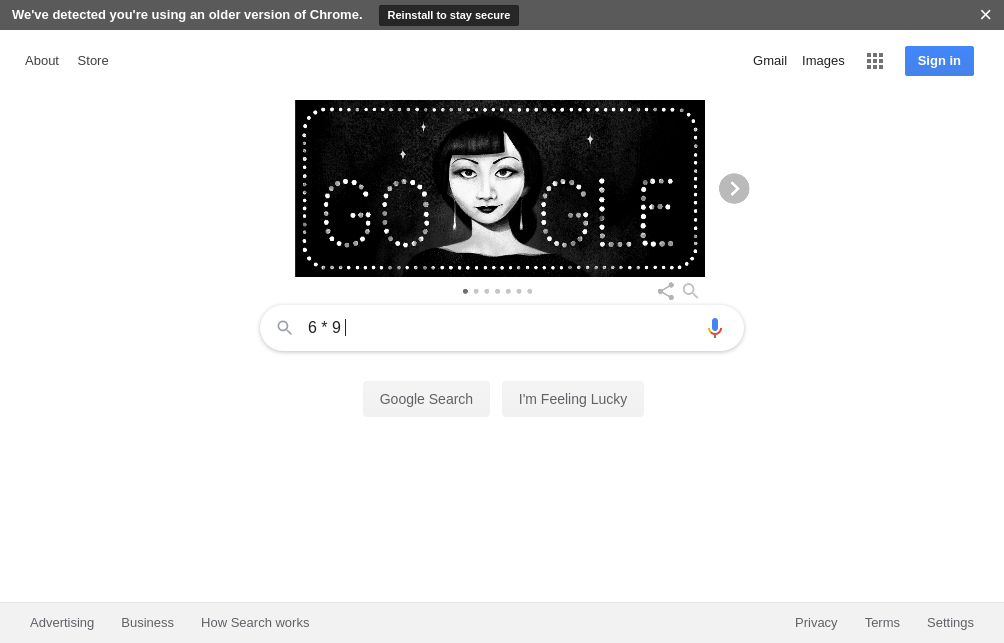 We've detected you're using an older version of Chrome. Reinstall to stay secure
About Store Gmail Images Sign in
GOOGLE
6 * 9
Google Search I'm Feeling Lucky
Advertising Business How Search works Privacy Terms Settings